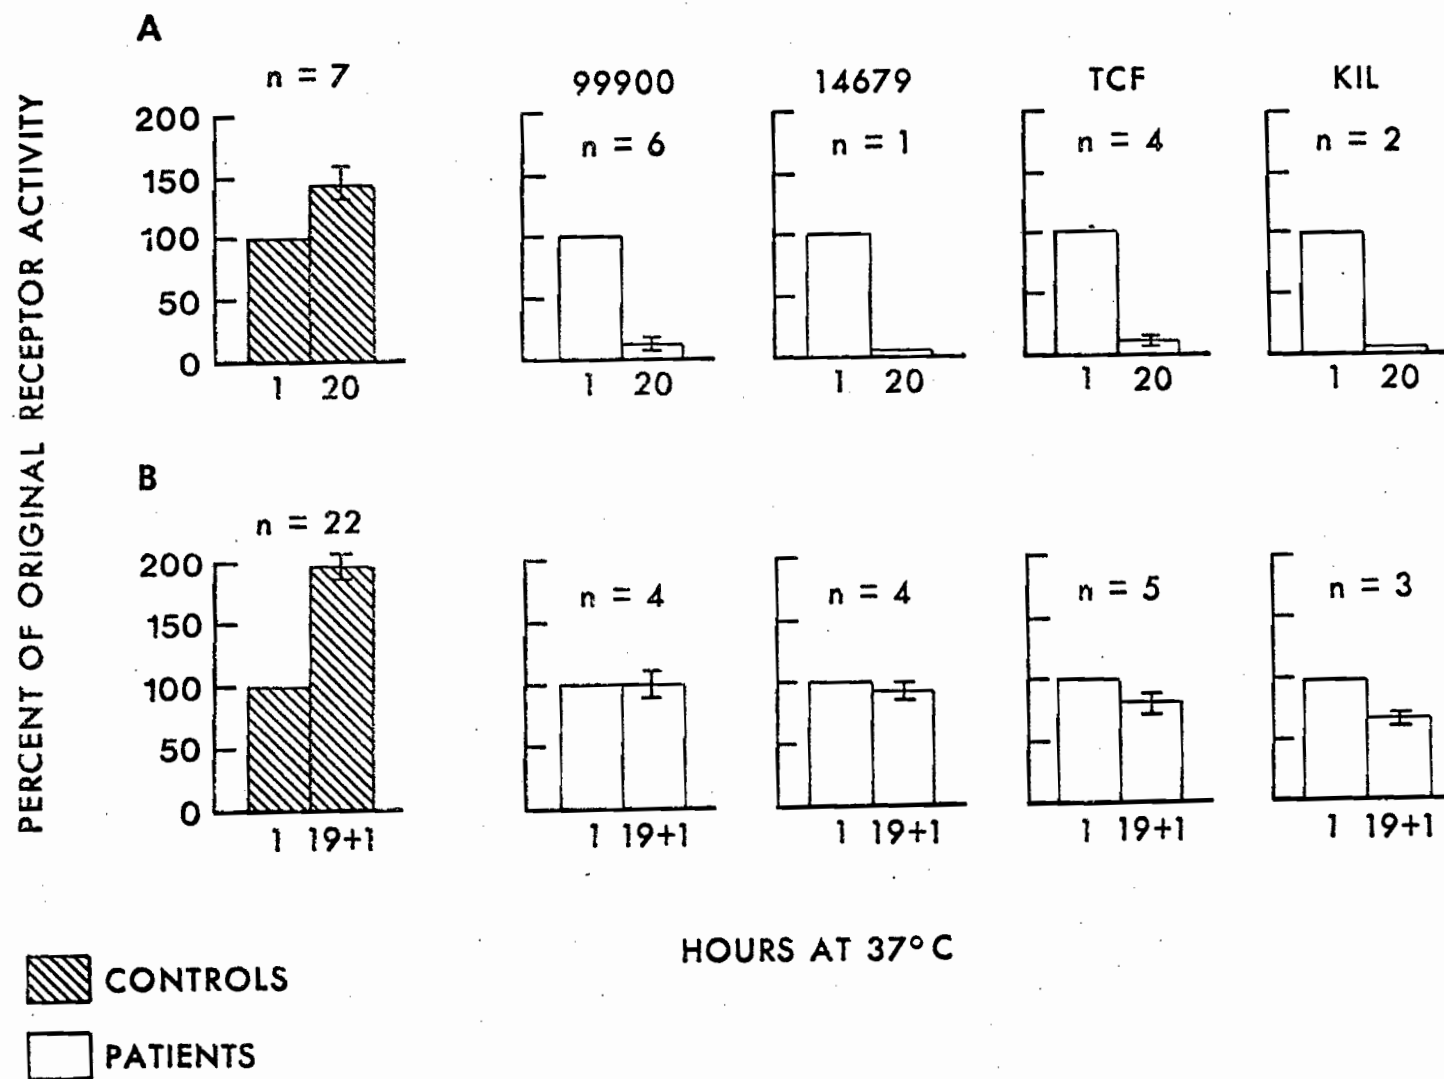 A
n = 7
99900
14679
TCF
KIL
n = 6
n = 1
n = 4
n = 2
200
150
100
50
0
1 20
1 20
1 20
1 20
1 20
PERCENT OF ORIGINAL RECEPTOR ACTIVITY
B
n = 22
n = 4
n = 4
n = 5
n = 3
200
150
100
50
0
1 19+1
1 19+1
1 19+1
1 19+1
1 19+1
HOURS AT 37° C
CONTROLS
PATIENTS